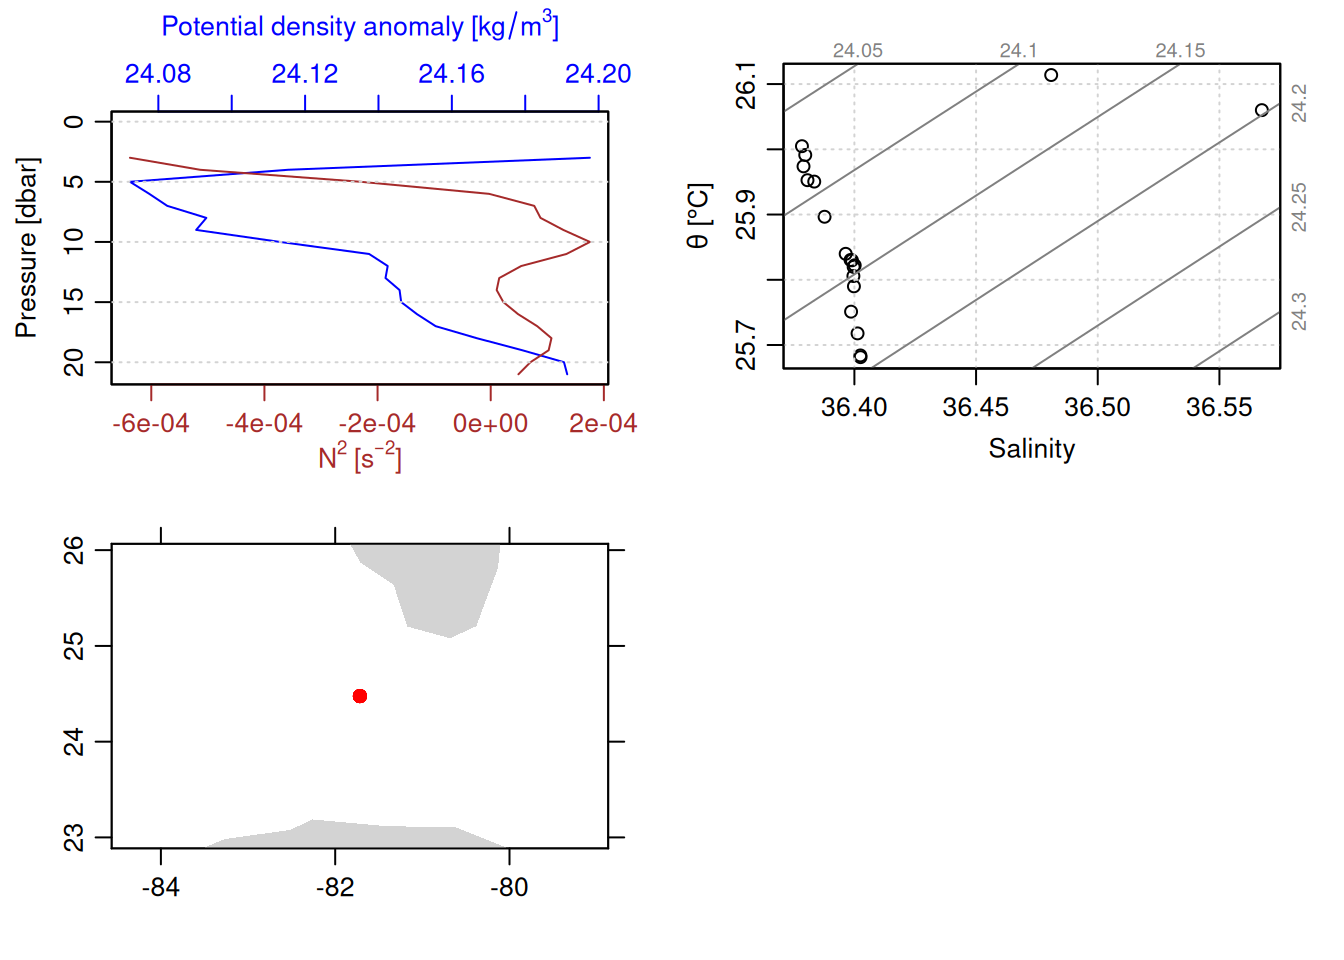 Potential density anomaly [kg/m³]
24.08 24.12 24.16 24.20
0
5
10
15
20
Pressure [dbar]
-6e-04 -4e-04 -2e-04 0e+00 2e-04
N² [s⁻²]
24.05 24.1 24.15
24.2
24.25
24.3
26.1
25.9
25.7
θ [°C]
36.40 36.45 36.50 36.55
Salinity
26
25
24
23
-84 -82 -80